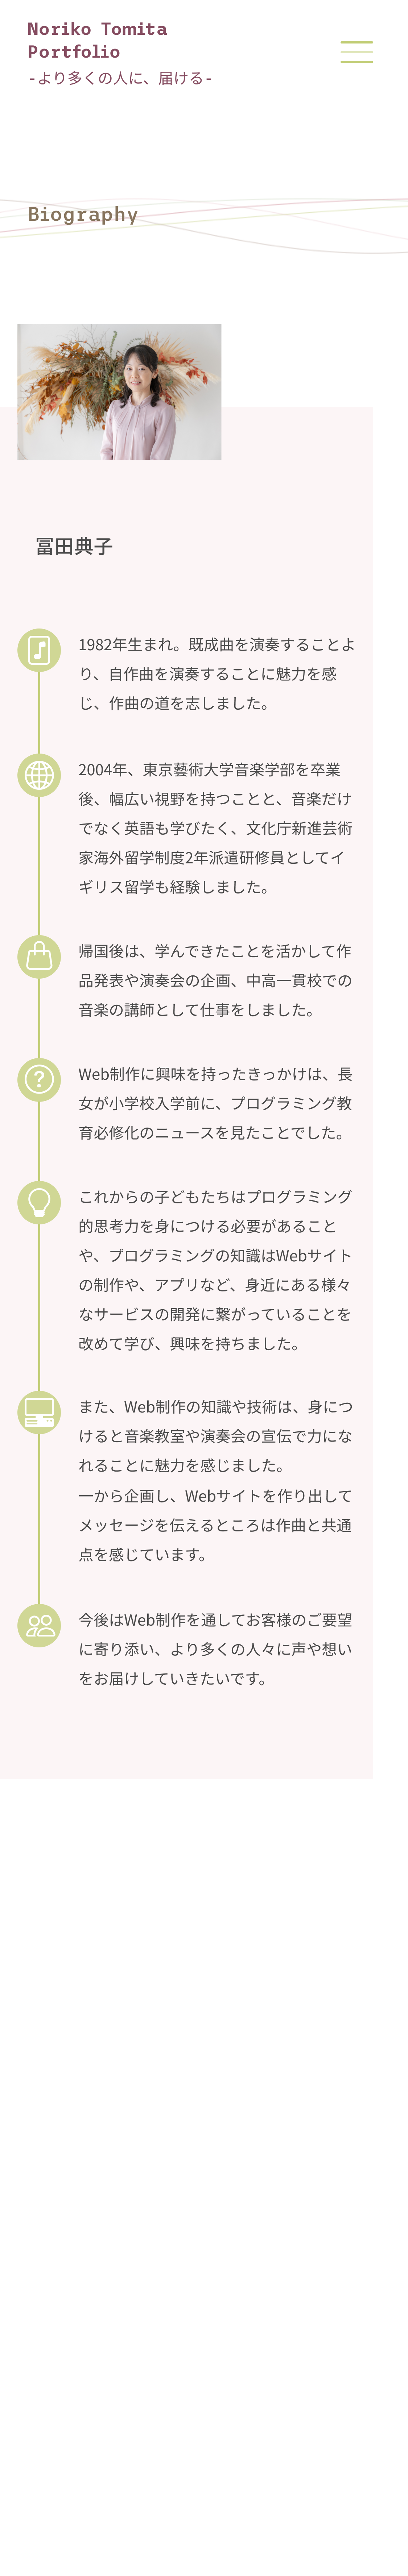 Noriko Tomita
Portfolio
-より多くの人に、届ける-
Biography
冨田典子
1982年生まれ。既成曲を演奏することよ
り、自作曲を演奏することに魅力を感
じ、作曲の道を志しました。
2004年、東京藝術大学音楽学部を卒業
後、幅広い視野を持つことと、音楽だけ
でなく英語も学びたく、文化庁新進芸術
家海外留学制度2年派遣研修員としてイ
ギリス留学も経験しました。
帰国後は、学んできたことを活かして作
品発表や演奏会の企画、中高一貫校での
音楽の講師として仕事をしました。
Web制作に興味を持ったきっかけは、長
女が小学校入学前に、プログラミング教
育必修化のニュースを見たことでした。
これからの子どもたちはプログラミング
的思考力を身につける必要があること
や、プログラミングの知識はWebサイト
の制作や、アプリなど、身近にある様々
なサービスの開発に繋がっていることを
改めて学び、興味を持ちました。
また、Web制作の知識や技術は、身につ
けると音楽教室や演奏会の宣伝で力にな
れることに魅力を感じました。
一から企画し、Webサイトを作り出して
メッセージを伝えるところは作曲と共通
点を感じています。
今後はWeb制作を通してお客様のご要望
に寄り添い、より多くの人々に声や想い
をお届けしていきたいです。